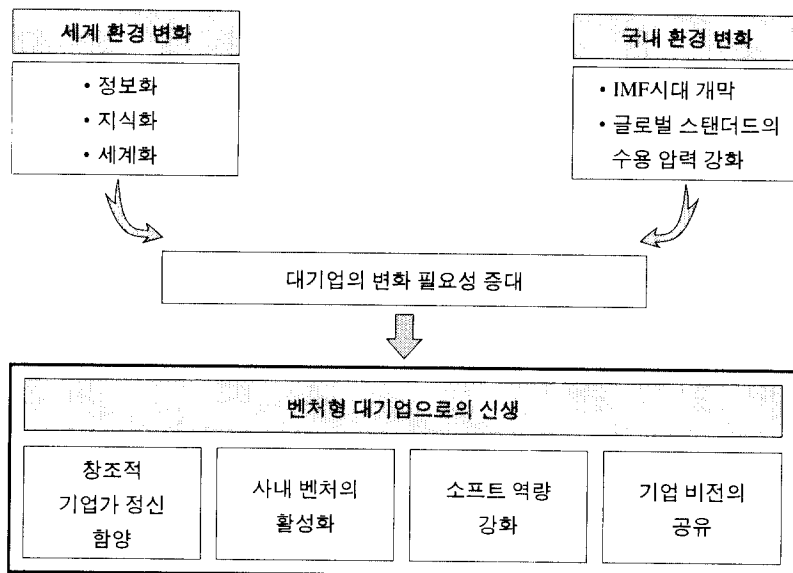 세계 환경 변화
• 정보화
• 지식화
• 세계화
국내 환경 변화
• IMF시대 개막
• 글로벌 스탠더드의
수용 압력 강화
대기업의 변화 필요성 증대
벤처형 대기업으로의 신생
창조적
기업가 정신
함양
사내 벤처의
활성화
소프트 역량
강화
기업 비전의
공유